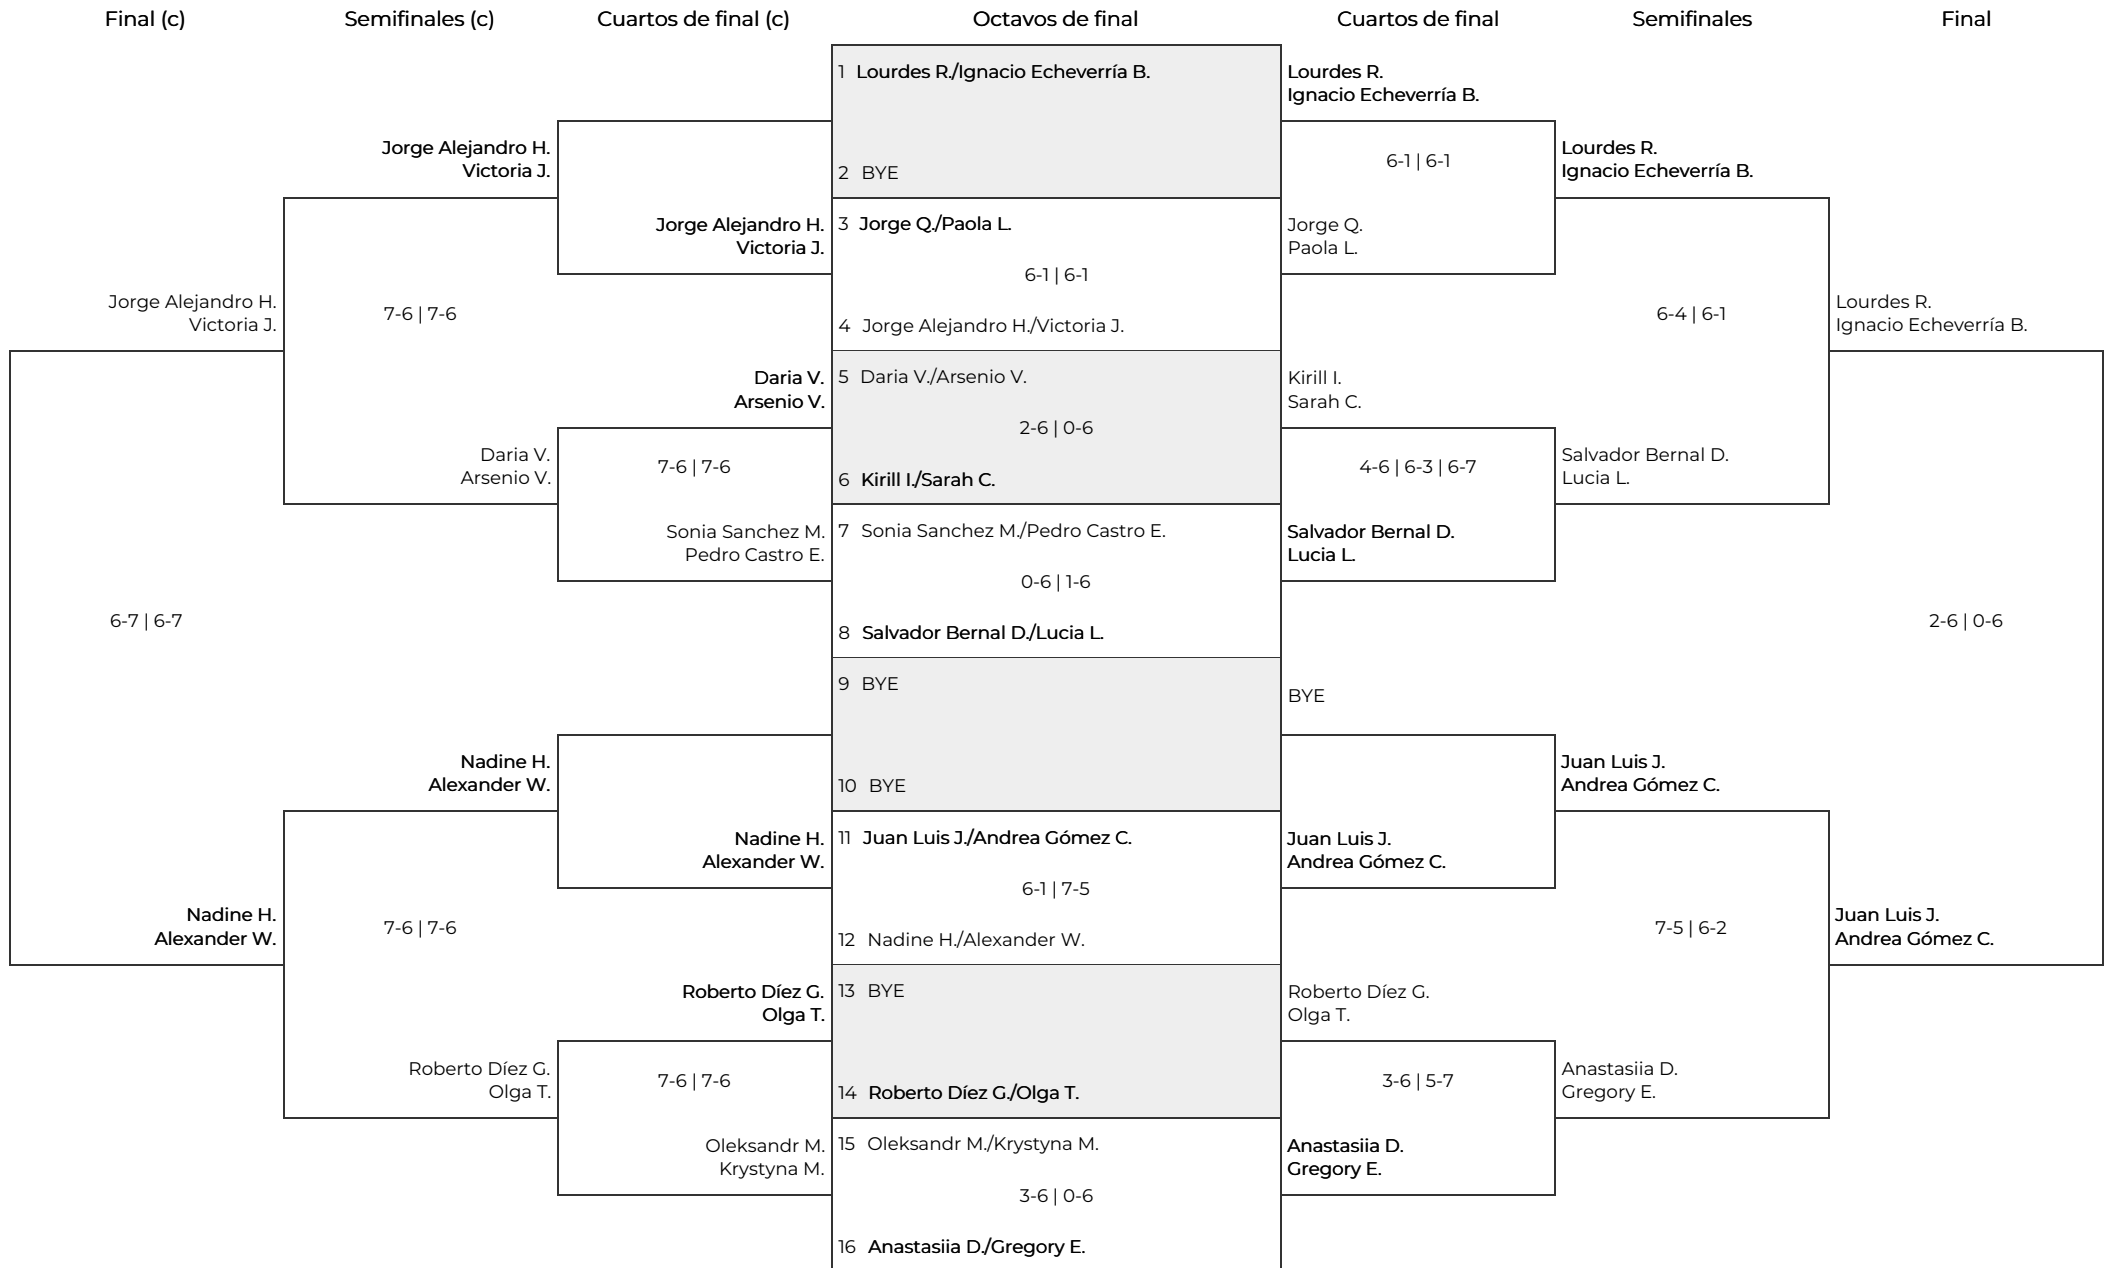 Final (c)
Semifinales (c)
Cuartos de final (c)
Octavos de final
Cuartos de final
Semifinales
Final
Jorge Alejandro H.
Victoria J.
6-7 | 6-7
Nadine H.
Alexander W.
Jorge Alejandro H.
Victoria J.
7-6 | 7-6
Daria V.
Arsenio V.
Nadine H.
Alexander W.
7-6 | 7-6
Roberto Díez G.
Olga T.
Jorge Alejandro H.
Victoria J.
Daria V.
Arsenio V.
7-6 | 7-6
Sonia Sanchez M.
Pedro Castro E.
Nadine H.
Alexander W.
Roberto Díez G.
Olga T.
7-6 | 7-6
Oleksandr M.
Krystyna M.
1 Lourdes R./Ignacio Echeverría B.
2 BYE
3 Jorge Q./Paola L.
6-1 | 6-1
4 Jorge Alejandro H./Victoria J.
5 Daria V./Arsenio V.
2-6 | 0-6
6 Kirill I./Sarah C.
7 Sonia Sanchez M./Pedro Castro E.
0-6 | 1-6
8 Salvador Bernal D./Lucia L.
9 BYE
10 BYE
11 Juan Luis J./Andrea Gómez C.
6-1 | 7-5
12 Nadine H./Alexander W.
13 BYE
14 Roberto Díez G./Olga T.
15 Oleksandr M./Krystyna M.
3-6 | 0-6
16 Anastasiia D./Gregory E.
Lourdes R.
Ignacio Echeverría B.
6-1 | 6-1
Jorge Q.
Paola L.
Kirill I.
Sarah C.
4-6 | 6-3 | 6-7
Salvador Bernal D.
Lucia L.
BYE
Juan Luis J.
Andrea Gómez C.
Roberto Díez G.
Olga T.
3-6 | 5-7
Anastasiia D.
Gregory E.
Lourdes R.
Ignacio Echeverría B.
6-4 | 6-1
Salvador Bernal D.
Lucia L.
Juan Luis J.
Andrea Gómez C.
7-5 | 6-2
Anastasiia D.
Gregory E.
Lourdes R.
Ignacio Echeverría B.
2-6 | 0-6
Juan Luis J.
Andrea Gómez C.